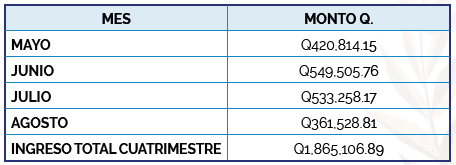 MES MONTO Q.
MAYO Q420,814.15
JUNIO Q549,505.76
JULIO Q533,258.17
AGOSTO Q361,528.81
INGRESO TOTAL CUATRIMESTRE Q1,865,106.89